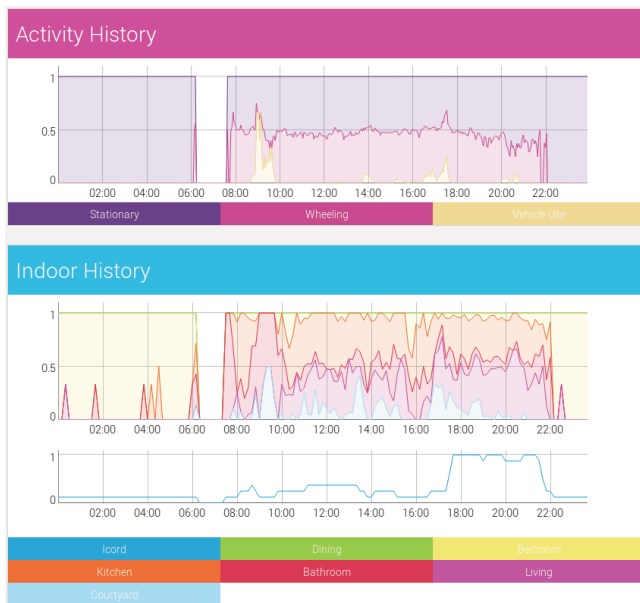 Activity History
1
0.5
0
02:00 04:00 06:00 08:00 10:00 12:00 14:00 16:00 18:00 20:00 22:00
Stationary Wheeling Vehicle Use
Indoor History
1
0.5
0
02:00 04:00 06:00 08:00 10:00 12:00 14:00 16:00 18:00 20:00 22:00
1
0
02:00 04:00 06:00 08:00 10:00 12:00 14:00 16:00 18:00 20:00 22:00
Icord Dining Bedroom
Kitchen Bathroom Living
Courtyard